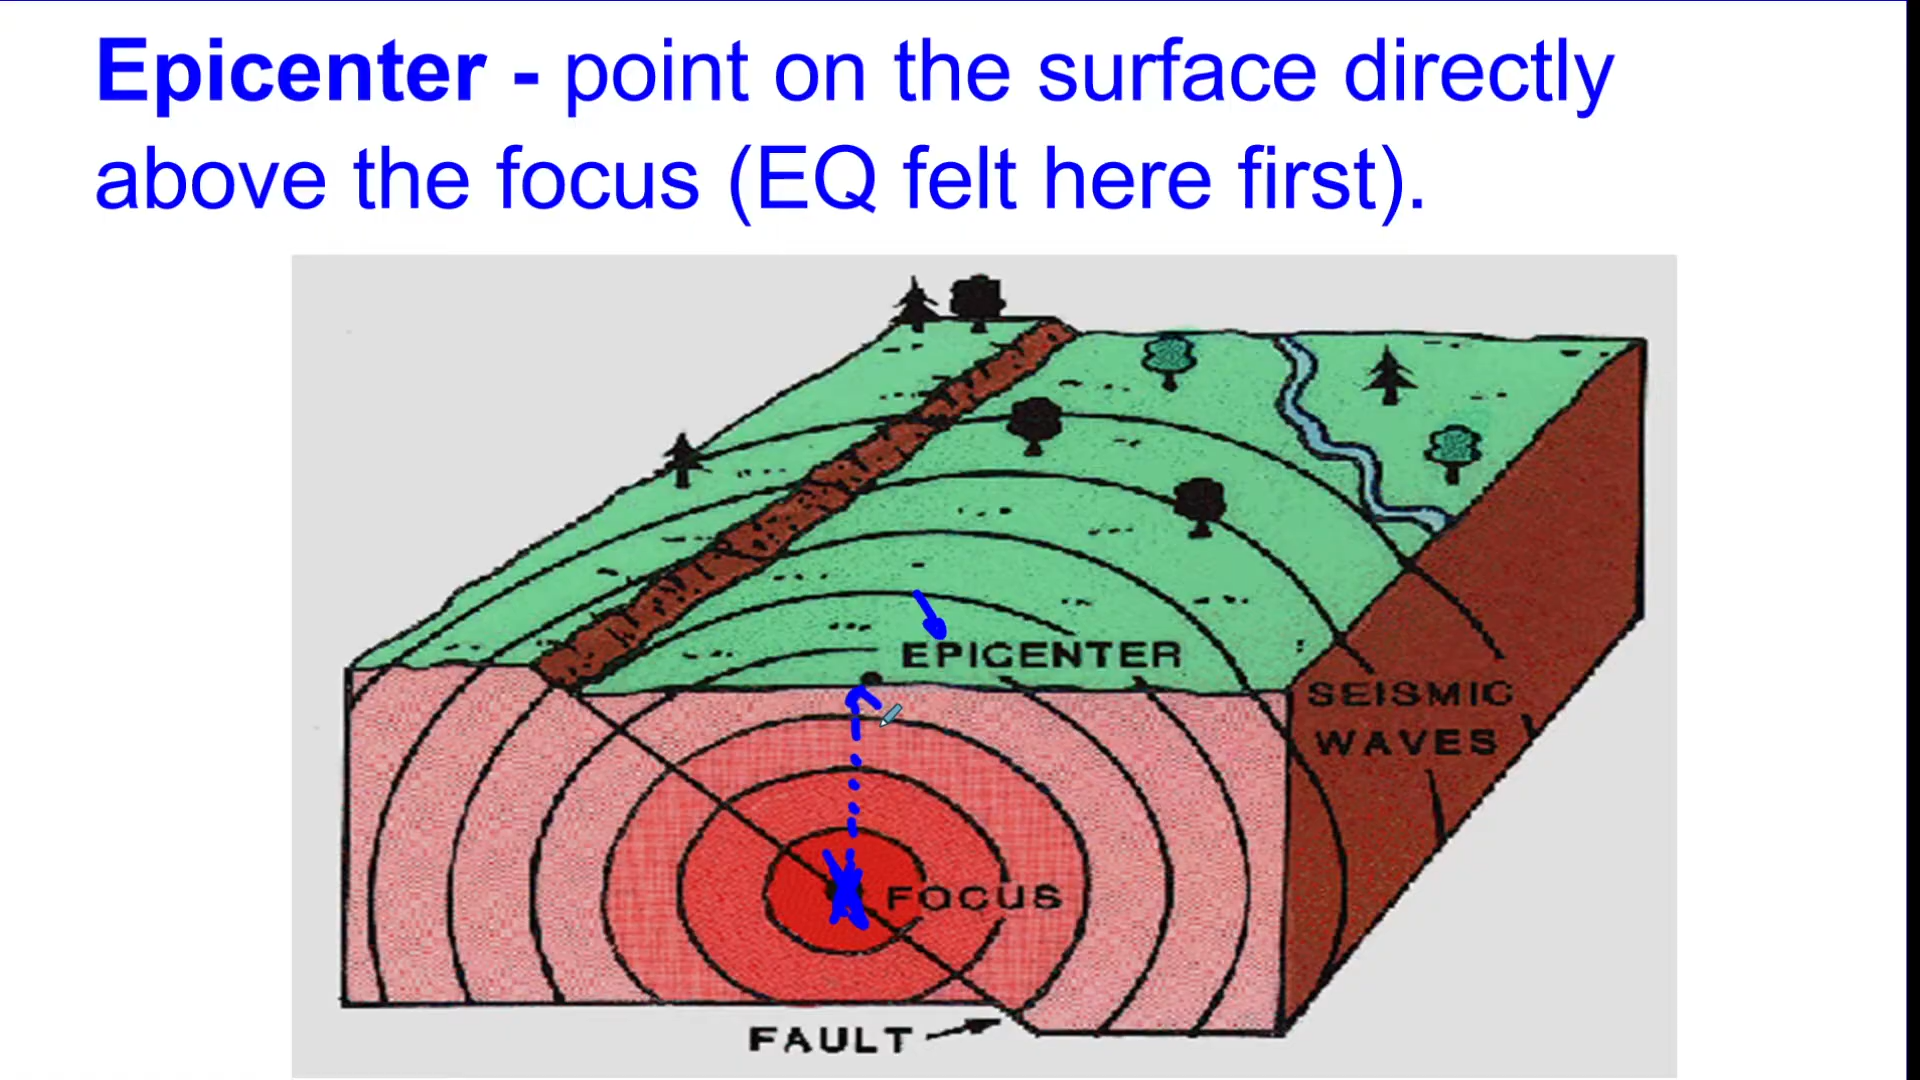 Epicenter - point on the surface directly
above the focus (EQ felt here first).
EPICENTER
SEISMIC
WAVES
FOCUS
FAULT